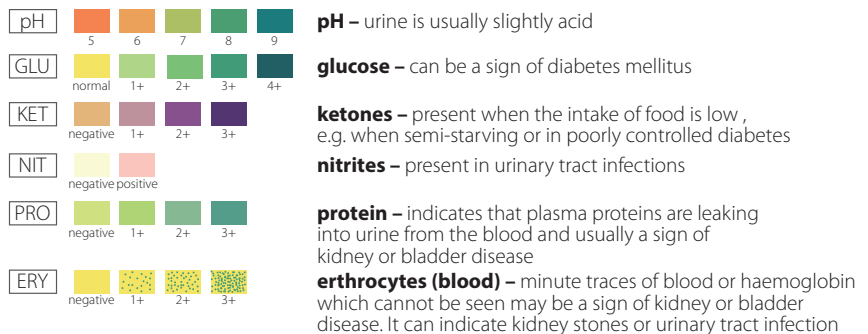 pH
5 6 7 8 9
pH – urine is usually slightly acid
GLU
normal 1+ 2+ 3+ 4+
glucose – can be a sign of diabetes mellitus
KET
negative 1+ 2+ 3+
ketones – present when the intake of food is low ,
e.g. when semi-starving or in poorly controlled diabetes
NIT
negative positive
nitrites – present in urinary tract infections
PRO
negative 1+ 2+ 3+
protein – indicates that plasma proteins are leaking
into urine from the blood and usually a sign of
kidney or bladder disease
ERY
negative 1+ 2+ 3+
erthrocytes (blood) – minute traces of blood or haemoglobin
which cannot be seen may be a sign of kidney or bladder
disease. It can indicate kidney stones or urinary tract infection